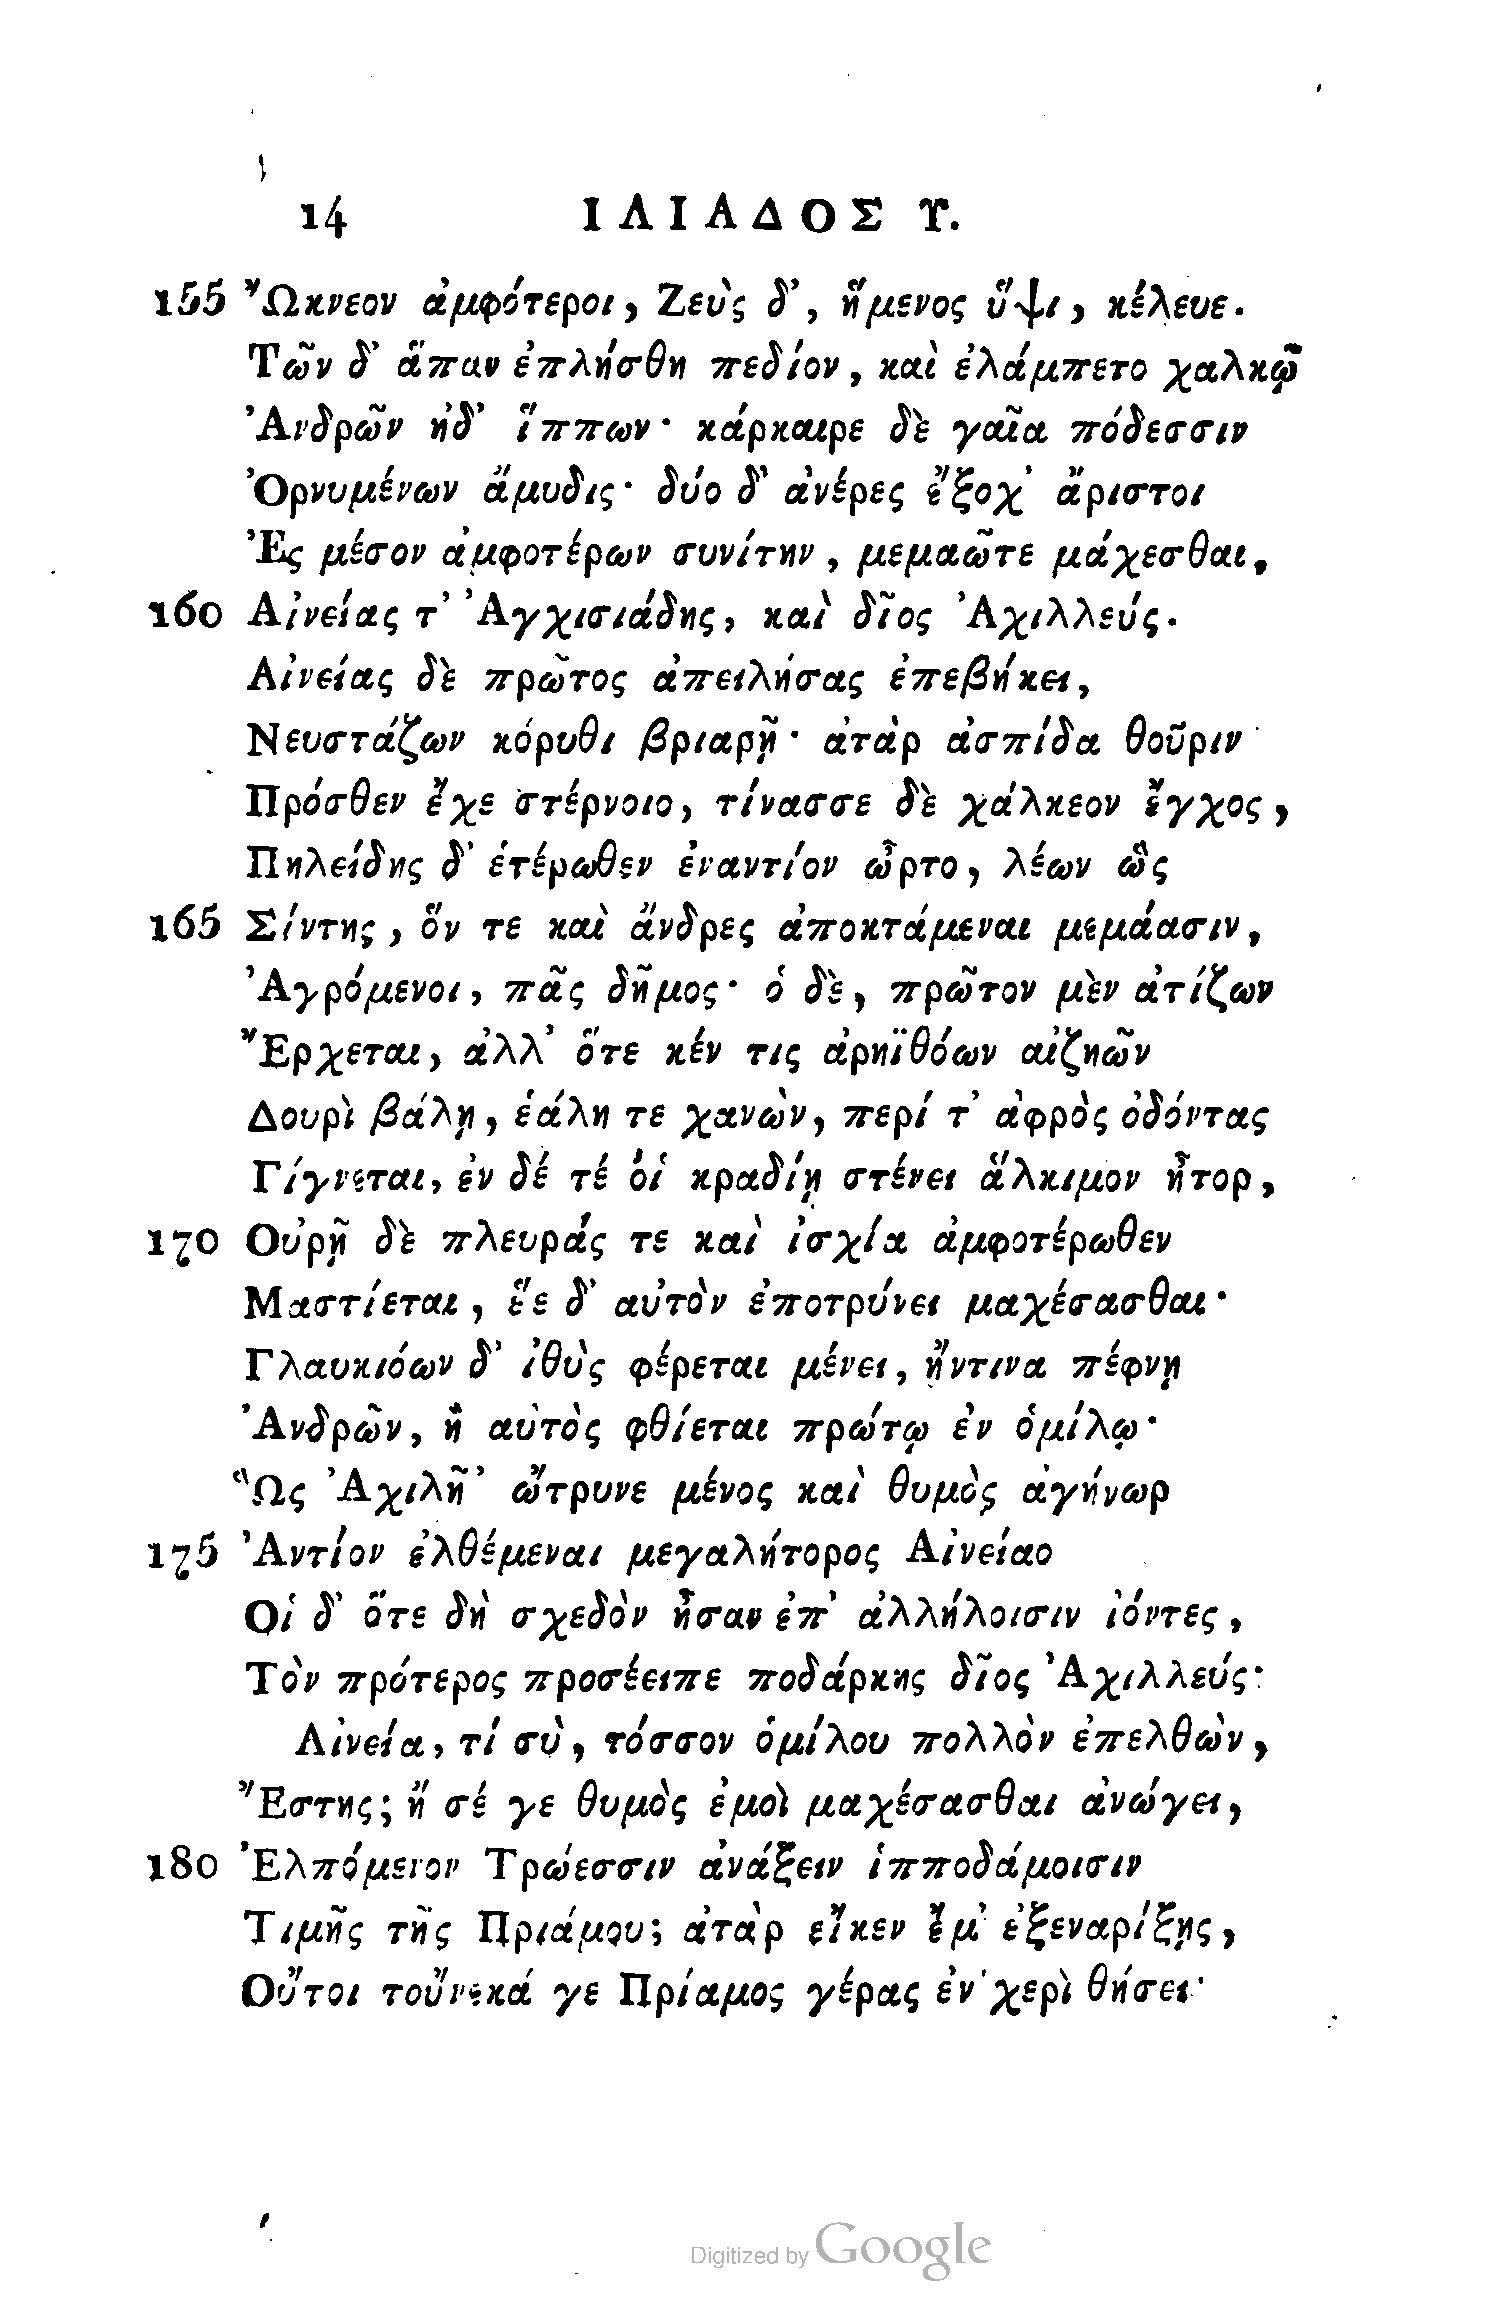 14 ΙΛΙΑΔΟΣ Υ.
155 Ὤκνεον ἀμφότεροι, Ζεὺς δ', ἥμενος ὕψι, κέλευε.
Τῶν δ' ἅπαν ἐπλήσθη πεδίον, καὶ ἐλάμπετο χαλκῷ
Ἀνδρῶν ἠδ' ἵππων· κάρκαιρε δὲ γαῖα πόδεσσιν
Ὀρνυμένων ἄμυδις· δύο δ' ἀνέρες ἔξοχ' ἄριστοι
Ἐς μέσον ἀμφοτέρων συνίτην, μεμαῶτε μάχεσθαι,
160 Αἰνείας τ' Ἀγχισιάδης, καὶ δῖος Ἀχιλλεύς.
Αἰνείας δὲ πρῶτος ἀπειλήσας ἐπεβήκει,
Νευστάζων κόρυθι βριαρῇ· ἀτὰρ ἀσπίδα θοῦριν
Πρόσθεν ἔχε στέρνοιο, τίνασσε δὲ χάλκεον ἔγχος,
Πηλείδης δ' ἑτέρωθεν ἐναντίον ὦρτο, λέων ὣς
165 Σίντης, ὅν τε καὶ ἄνδρες ἀποκτάμεναι μεμάασιν,
Ἀγρόμενοι, πᾶς δῆμος· ὁ δὲ, πρῶτον μὲν ἀτίζων
Ἔρχεται, ἀλλ' ὅτε κέν τις ἀρηϊθόων αἰζηῶν
Δουρὶ βάλῃ, ἑάλη τε χανὼν, περί τ' ἀφρὸς ὀδόντας
Γίγνεται, ἐν δέ τέ οἱ κραδίῃ στένει ἄλκιμον ἦτορ,
170 Οὐρῇ δὲ πλευράς τε καὶ ἰσχία ἀμφοτέρωθεν
Μαστίεται, ἕε δ' αὐτὸν ἐποτρύνει μαχέσασθαι·
Γλαυκιόων δ' ἰθὺς φέρεται μένει, ἤντινα πέφνῃ
Ἀνδρῶν, ἢ αὐτὸς φθίεται πρώτῳ ἐν ὁμίλῳ·
Ὣς Ἀχιλῆ' ὤτρυνε μένος καὶ θυμὸς ἀγήνωρ
175 Ἀντίον ἐλθέμεναι μεγαλήτορος Αἰνείαο
Οἱ δ' ὅτε δὴ σχεδὸν ἦσαν ἐπ' ἀλλήλοισιν ἰόντες,
Τὸν πρότερος προσέειπε ποδάρκης δῖος Ἀχιλλεύς·
Αἰνεία, τί σὺ, τόσσον ὁμίλου πολλὸν ἐπελθὼν,
Ἔστης; ἤ σέ γε θυμὸς ἐμοὶ μαχέσασθαι ἀνώγει,
180 Ἐλπόμενον Τρώεσσιν ἀνάξειν ἱπποδάμοισιν
Τιμῆς τῆς Πριάμου; ἀτὰρ εἴκεν ἔμ' ἐξεναρίξῃς,
Οὔτοι τοὔνεκά γε Πρίαμος γέρας ἐν χερὶ θήσει·
Digitized by Google